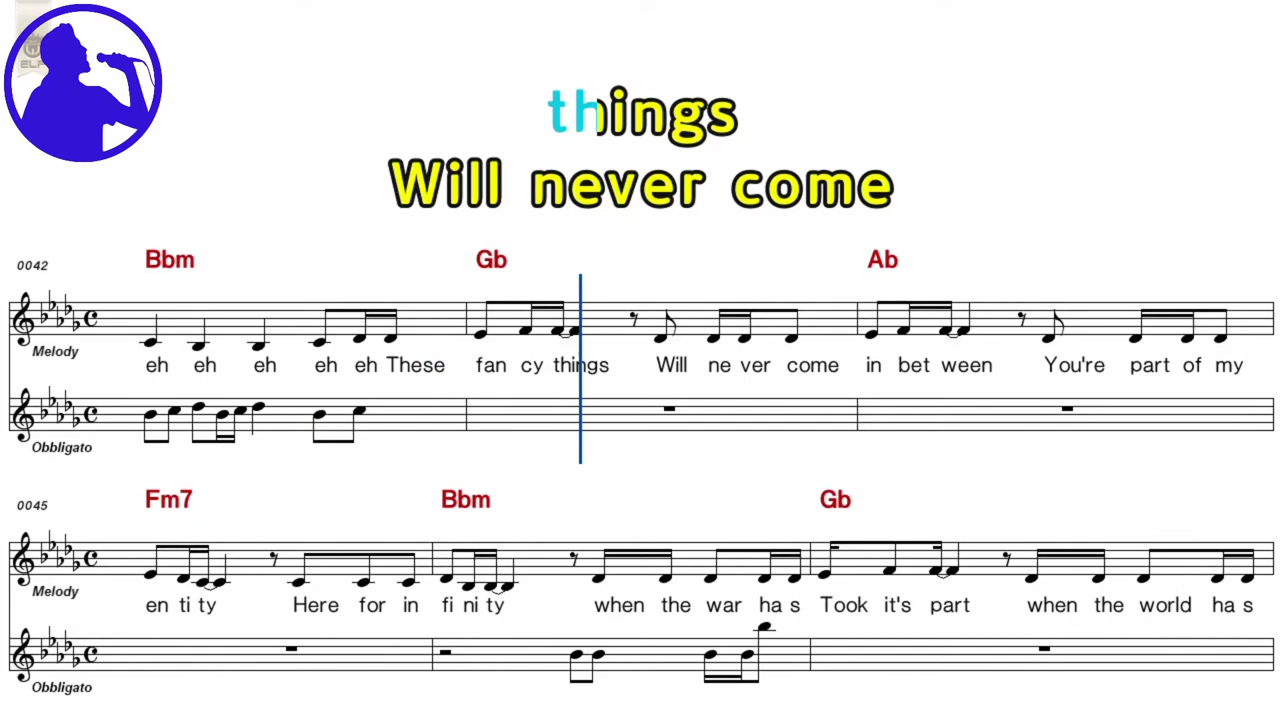 ELF
things
Will never come
0042 Bbm Gb Ab
Melody
eh eh eh eh eh These fan cy things Will ne ver come in bet ween You're part of my
Obbligato
0045 Fm7 Bbm Gb
Melody
en ti ty Here for in fi ni ty when the war ha s Took it's part when the world ha s
Obbligato